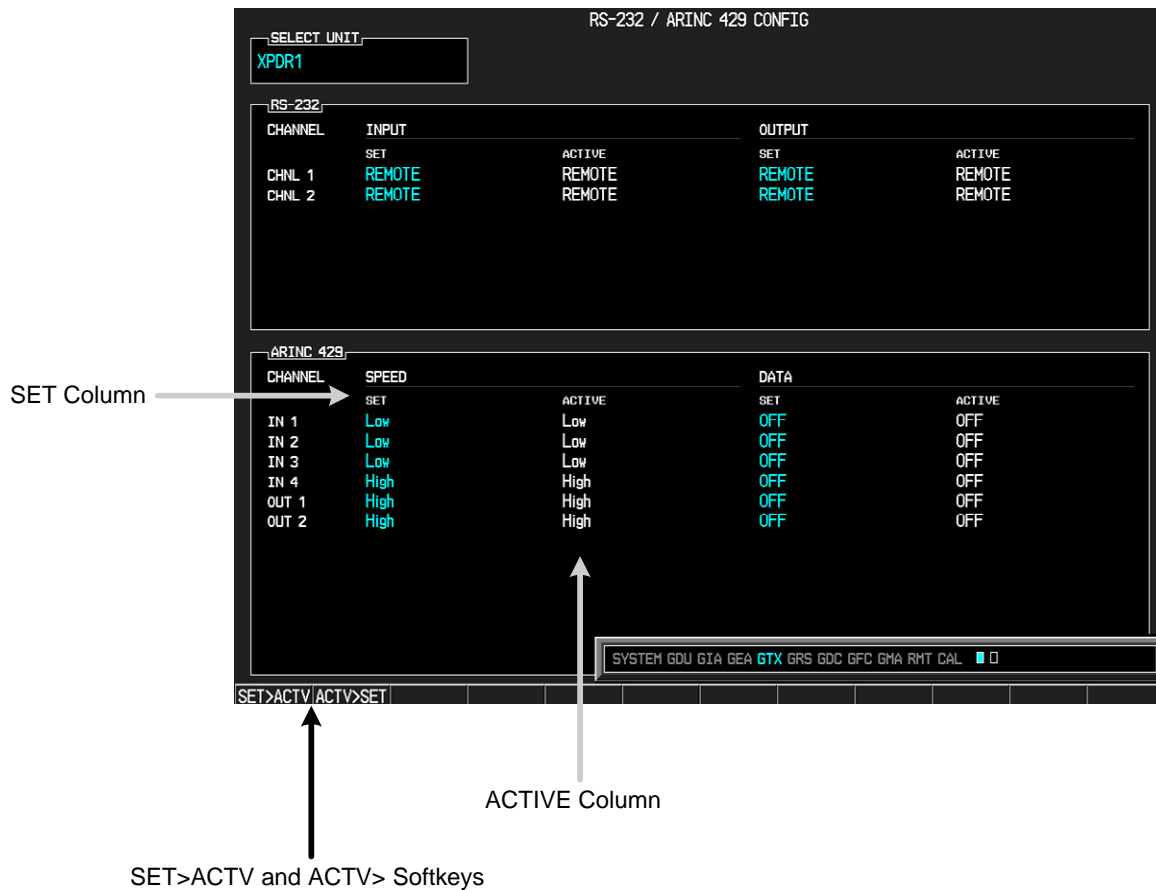 RS-232 / ARINC 429 CONFIG
SELECT UNIT
XPDR1
RS-232
CHANNEL INPUT OUTPUT
SET ACTIVE SET ACTIVE
CHNL 1 REMOTE REMOTE REMOTE REMOTE
CHNL 2 REMOTE REMOTE REMOTE REMOTE
ARINC 429
CHANNEL SPEED DATA
SET Column
SET ACTIVE SET ACTIVE
IN 1 Low Low OFF OFF
IN 2 Low Low OFF OFF
IN 3 Low Low OFF OFF
IN 4 High High OFF OFF
OUT 1 High High OFF OFF
OUT 2 High High OFF OFF
SYSTEM GDU GIA GEA GTX GRS GDC GFC GMA RMT CAL
SET>ACTV ACTV>SET
ACTIVE Column
SET>ACTV and ACTV> Softkeys